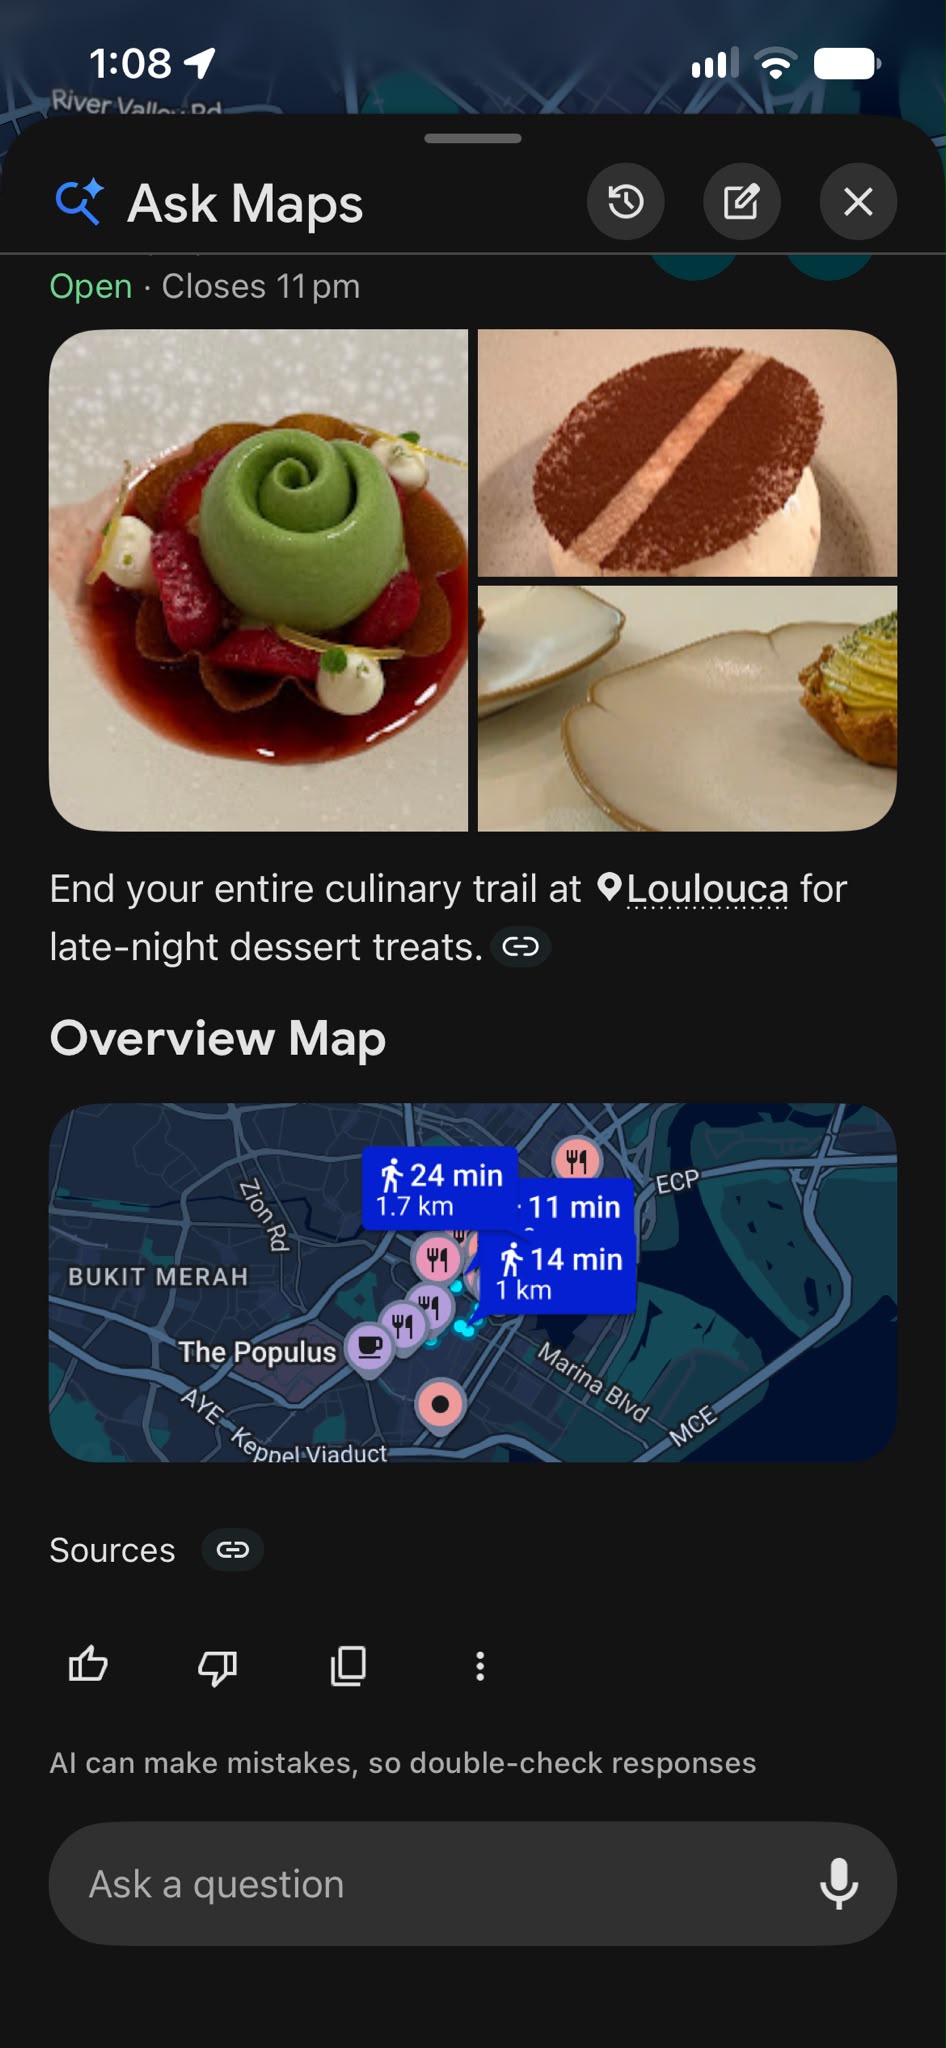 1:08
River Valley Rd
Ask Maps
Open · Closes 11 pm
End your entire culinary trail at Loulouca for
late-night dessert treats.
Overview Map
24 min
1.7 km
11 min
14 min
1 km
ECP
Zion Rd
BUKIT MERAH
The Populus
Marina Blvd
MCE
AYE - Keppel Viaduct
Sources
AI can make mistakes, so double-check responses
Ask a question